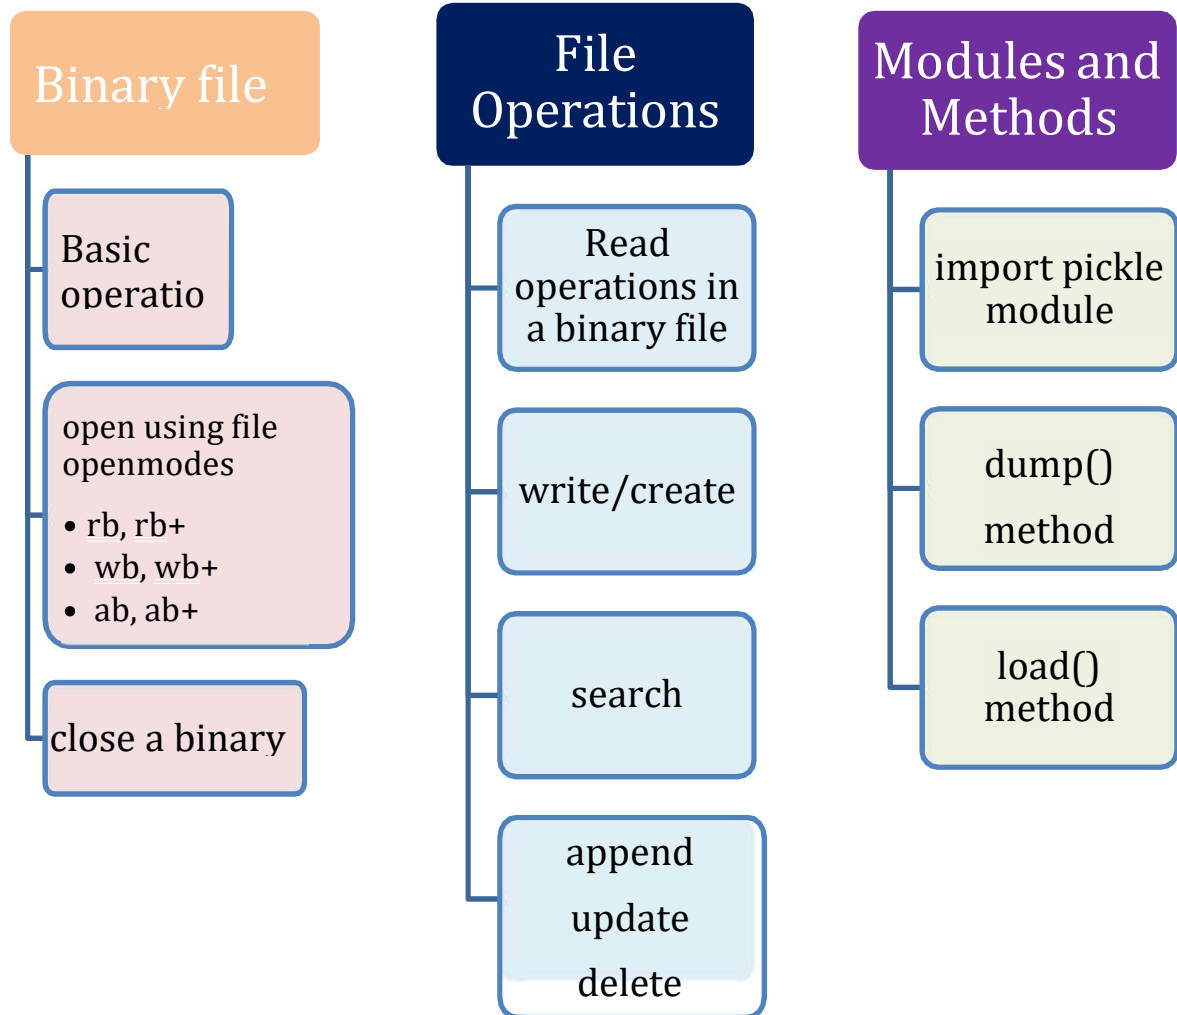 Binary file
Basic
operatio
open using file
openmodes
• rb, rb+
• wb, wb+
• ab, ab+
close a binary
File
Operations
Read
operations in
a binary file
write/create
search
append
update
delete
Modules and
Methods
import pickle
module
dump()
method
load()
method